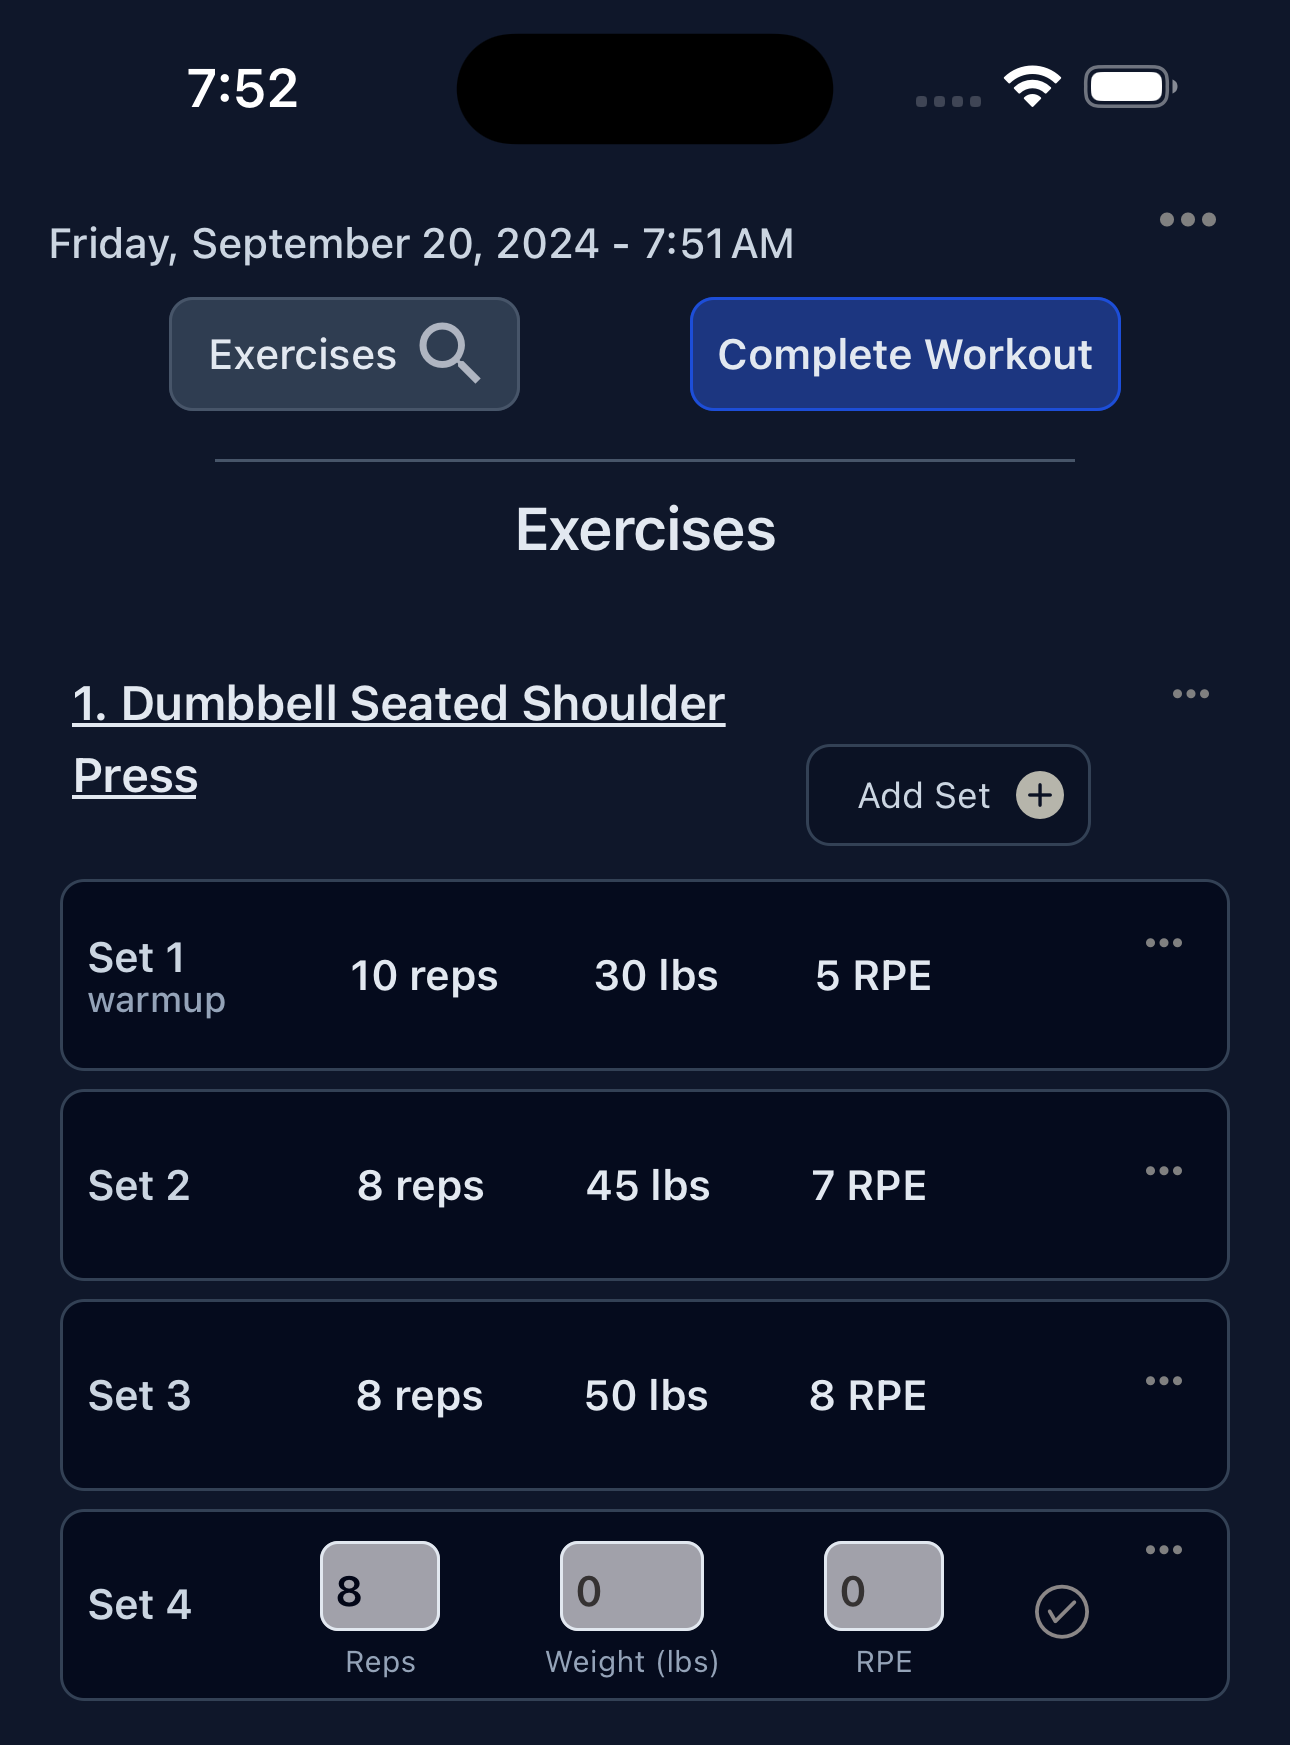 7:52
Friday, September 20, 2024 - 7:51 AM
Exercises
Complete Workout
Exercises
1. Dumbbell Seated Shoulder
Press
Add Set
Set 1
warmup
10 reps
30 lbs
5 RPE
Set 2
8 reps
45 lbs
7 RPE
Set 3
8 reps
50 lbs
8 RPE
Set 4
8
0
0
Reps
Weight (lbs)
RPE